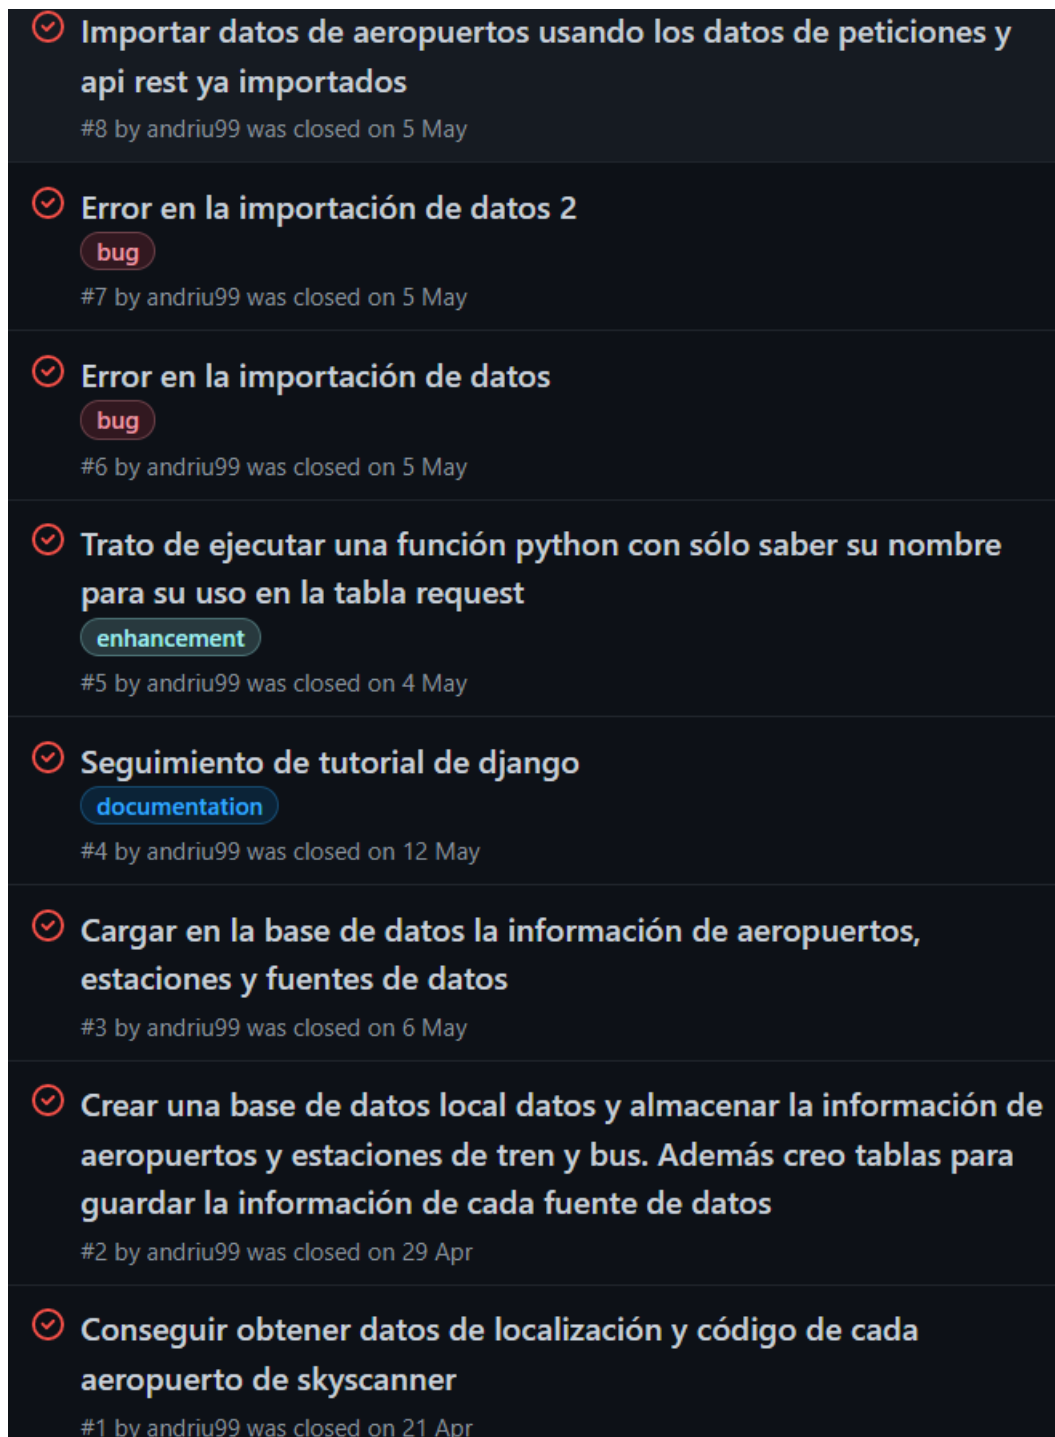 Importar datos de aeropuertos usando los datos de peticiones y
api rest ya importados
#8 by andriu99 was closed on 5 May
Error en la importación de datos 2
bug
#7 by andriu99 was closed on 5 May
Error en la importación de datos
bug
#6 by andriu99 was closed on 5 May
Trato de ejecutar una función python con sólo saber su nombre
para su uso en la tabla request
enhancement
#5 by andriu99 was closed on 4 May
Seguimiento de tutorial de django
documentation
#4 by andriu99 was closed on 12 May
Cargar en la base de datos la información de aeropuertos,
estaciones y fuentes de datos
#3 by andriu99 was closed on 6 May
Crear una base de datos local datos y almacenar la información de
aeropuertos y estaciones de tren y bus. Además creo tablas para
guardar la información de cada fuente de datos
#2 by andriu99 was closed on 29 Apr
Conseguir obtener datos de localización y código de cada
aeropuerto de skyscanner
#1 by andriu99 was closed on 21 Apr